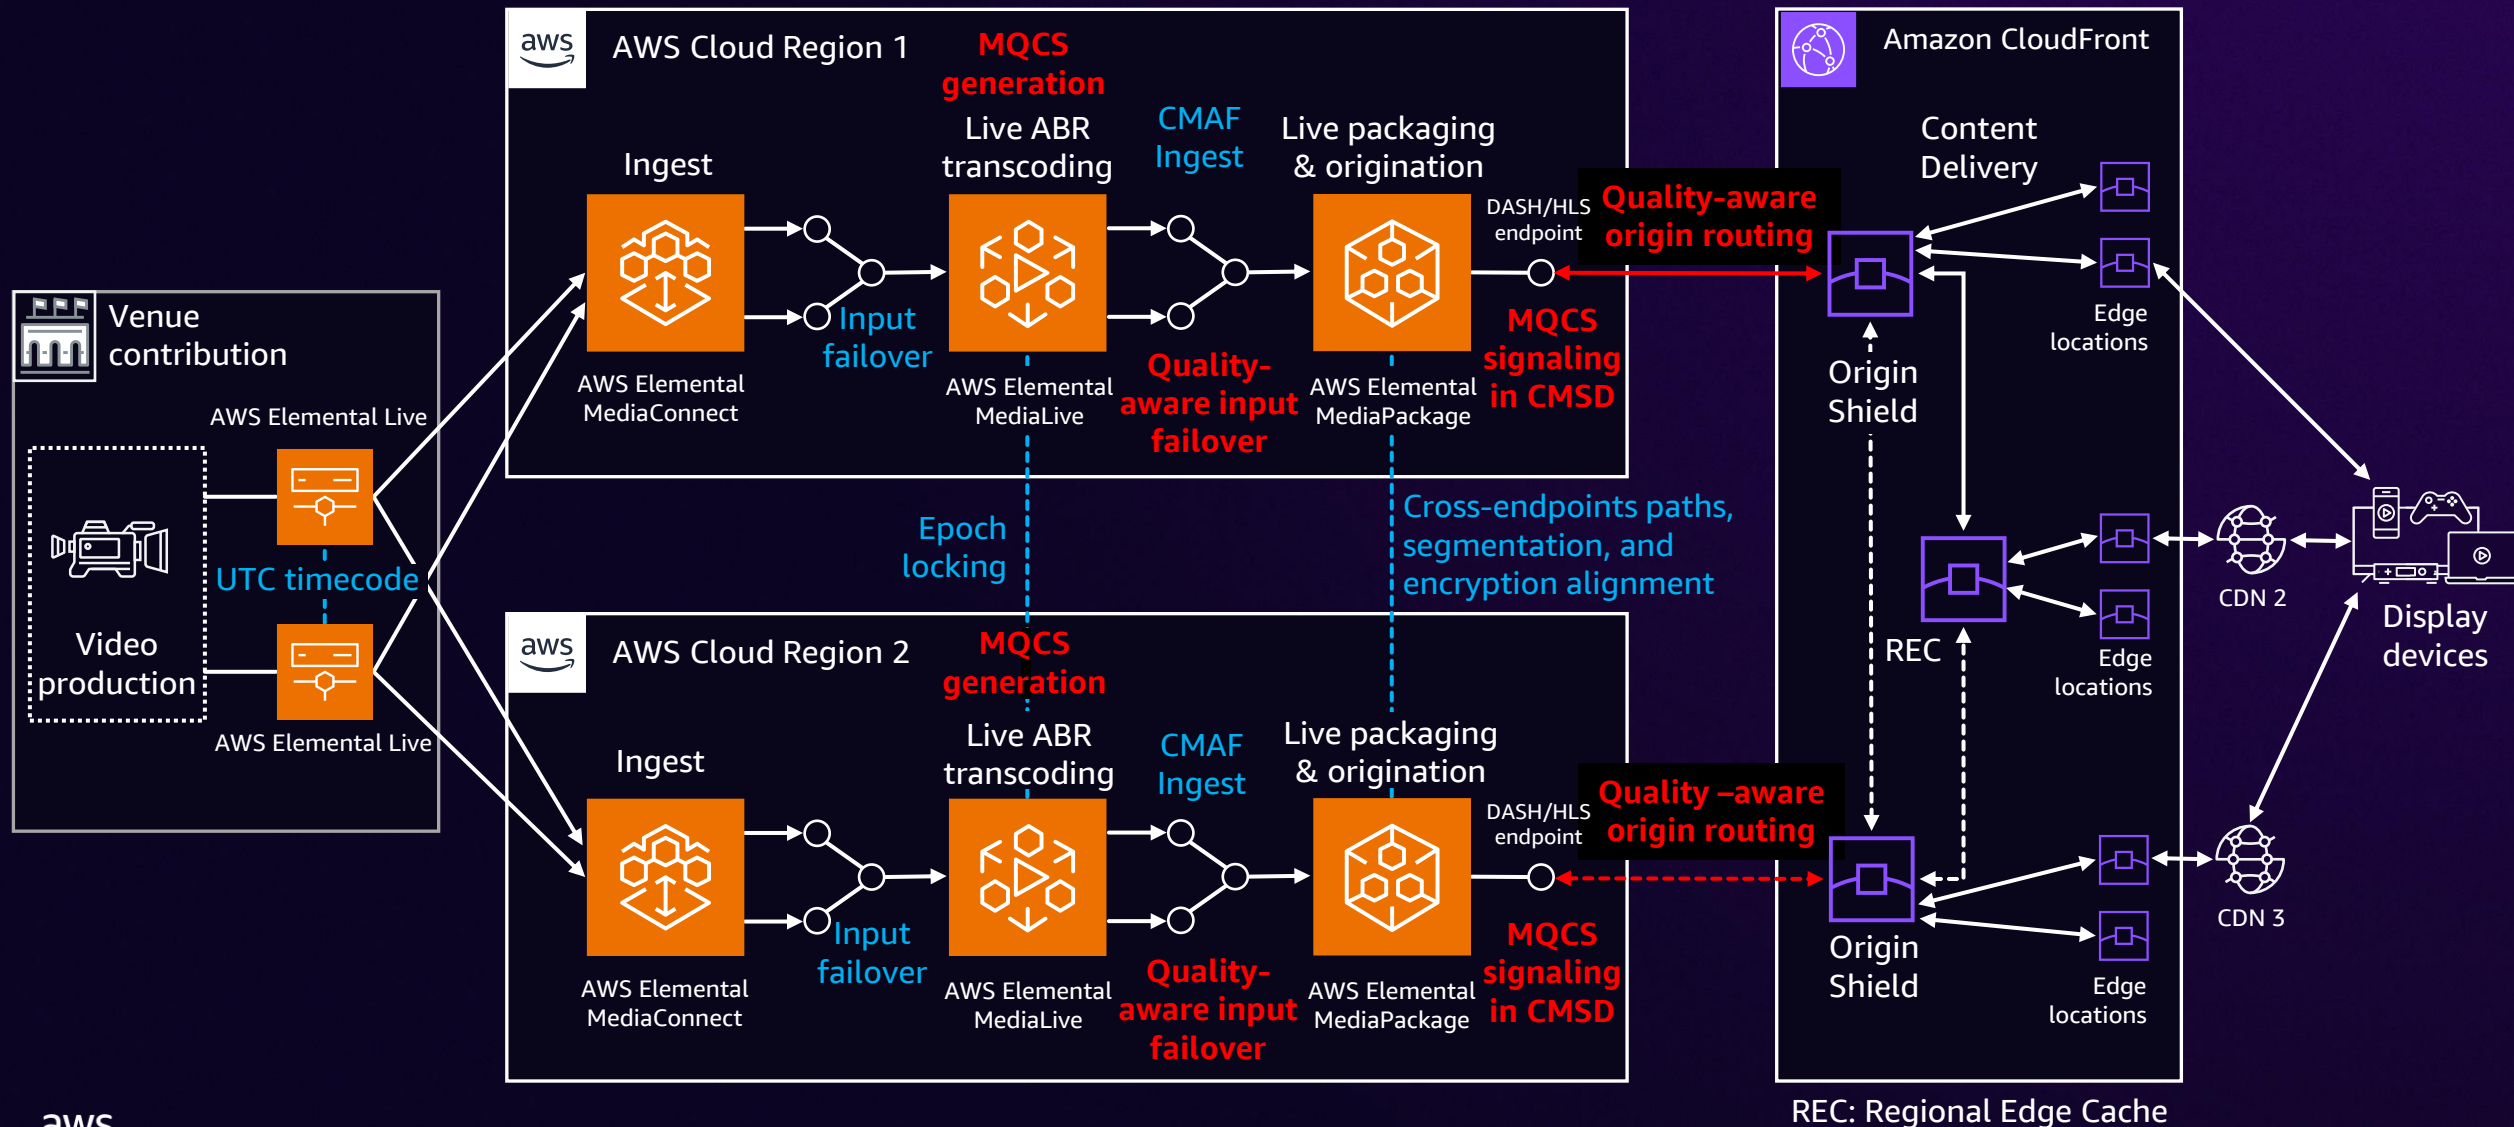 Venue
contribution
AWS Elemental Live
UTC timecode
Video
production
AWS Elemental Live
aws
AWS Cloud Region 1
MQCS
generation
Ingest
Live ABR
transcoding
CMAF
Ingest
Live packaging
& origination
DASH/HLS
endpoint
Quality-aware
origin routing
Input
failover
Quality-
aware input
failover
MQCS
signaling
in CMSD
AWS Elemental
MediaConnect
AWS Elemental
MediaLive
AWS Elemental
MediaPackage
Epoch
locking
Cross-endpoints paths,
segmentation, and
encryption alignment
aws
AWS Cloud Region 2
MQCS
generation
Ingest
Live ABR
transcoding
CMAF
Ingest
Live packaging
& origination
DASH/HLS
endpoint
Quality –aware
origin routing
Input
failover
Quality-
aware input
failover
MQCS
signaling
in CMSD
AWS Elemental
MediaConnect
AWS Elemental
MediaLive
AWS Elemental
MediaPackage
Amazon CloudFront
Content
Delivery
Edge
locations
Origin
Shield
REC
Edge
locations
Origin
Shield
Edge
locations
CDN 2
CDN 3
Display
devices
REC: Regional Edge Cache
aws